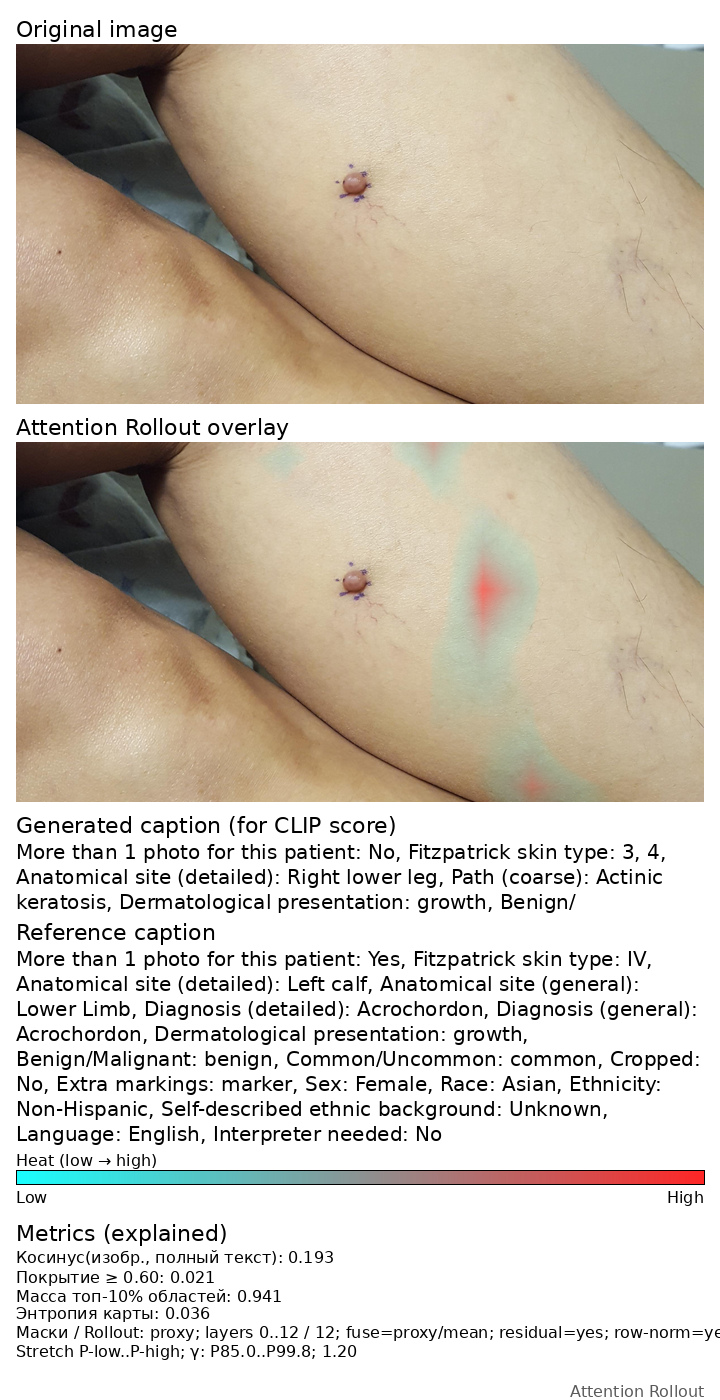 Original image
Attention Rollout overlay
Generated caption (for CLIP score)
More than 1 photo for this patient: No, Fitzpatrick skin type: 3, 4,
Anatomical site (detailed): Right lower leg, Path (coarse): Actinic
keratosis, Dermatological presentation: growth, Benign/
Reference caption
More than 1 photo for this patient: Yes, Fitzpatrick skin type: IV,
Anatomical site (detailed): Left calf, Anatomical site (general):
Lower Limb, Diagnosis (detailed): Acrochordon, Diagnosis (general):
Acrochordon, Dermatological presentation: growth,
Benign/Malignant: benign, Common/Uncommon: common, Cropped:
No, Extra markings: marker, Sex: Female, Race: Asian, Ethnicity:
Non-Hispanic, Self-described ethnic background: Unknown,
Language: English, Interpreter needed: No
Heat (low → high)
Low High
Metrics (explained)
Косинус(изобр., полный текст): 0.193
Покрытие ≥ 0.60: 0.021
Масса топ-10% областей: 0.941
Энтропия карты: 0.036
Маски / Rollout: proxy; layers 0..12 / 12; fuse=proxy/mean; residual=yes; row-norm=ye
Stretch P-low..P-high; γ: P85.0..P99.8; 1.20
Attention Rollout